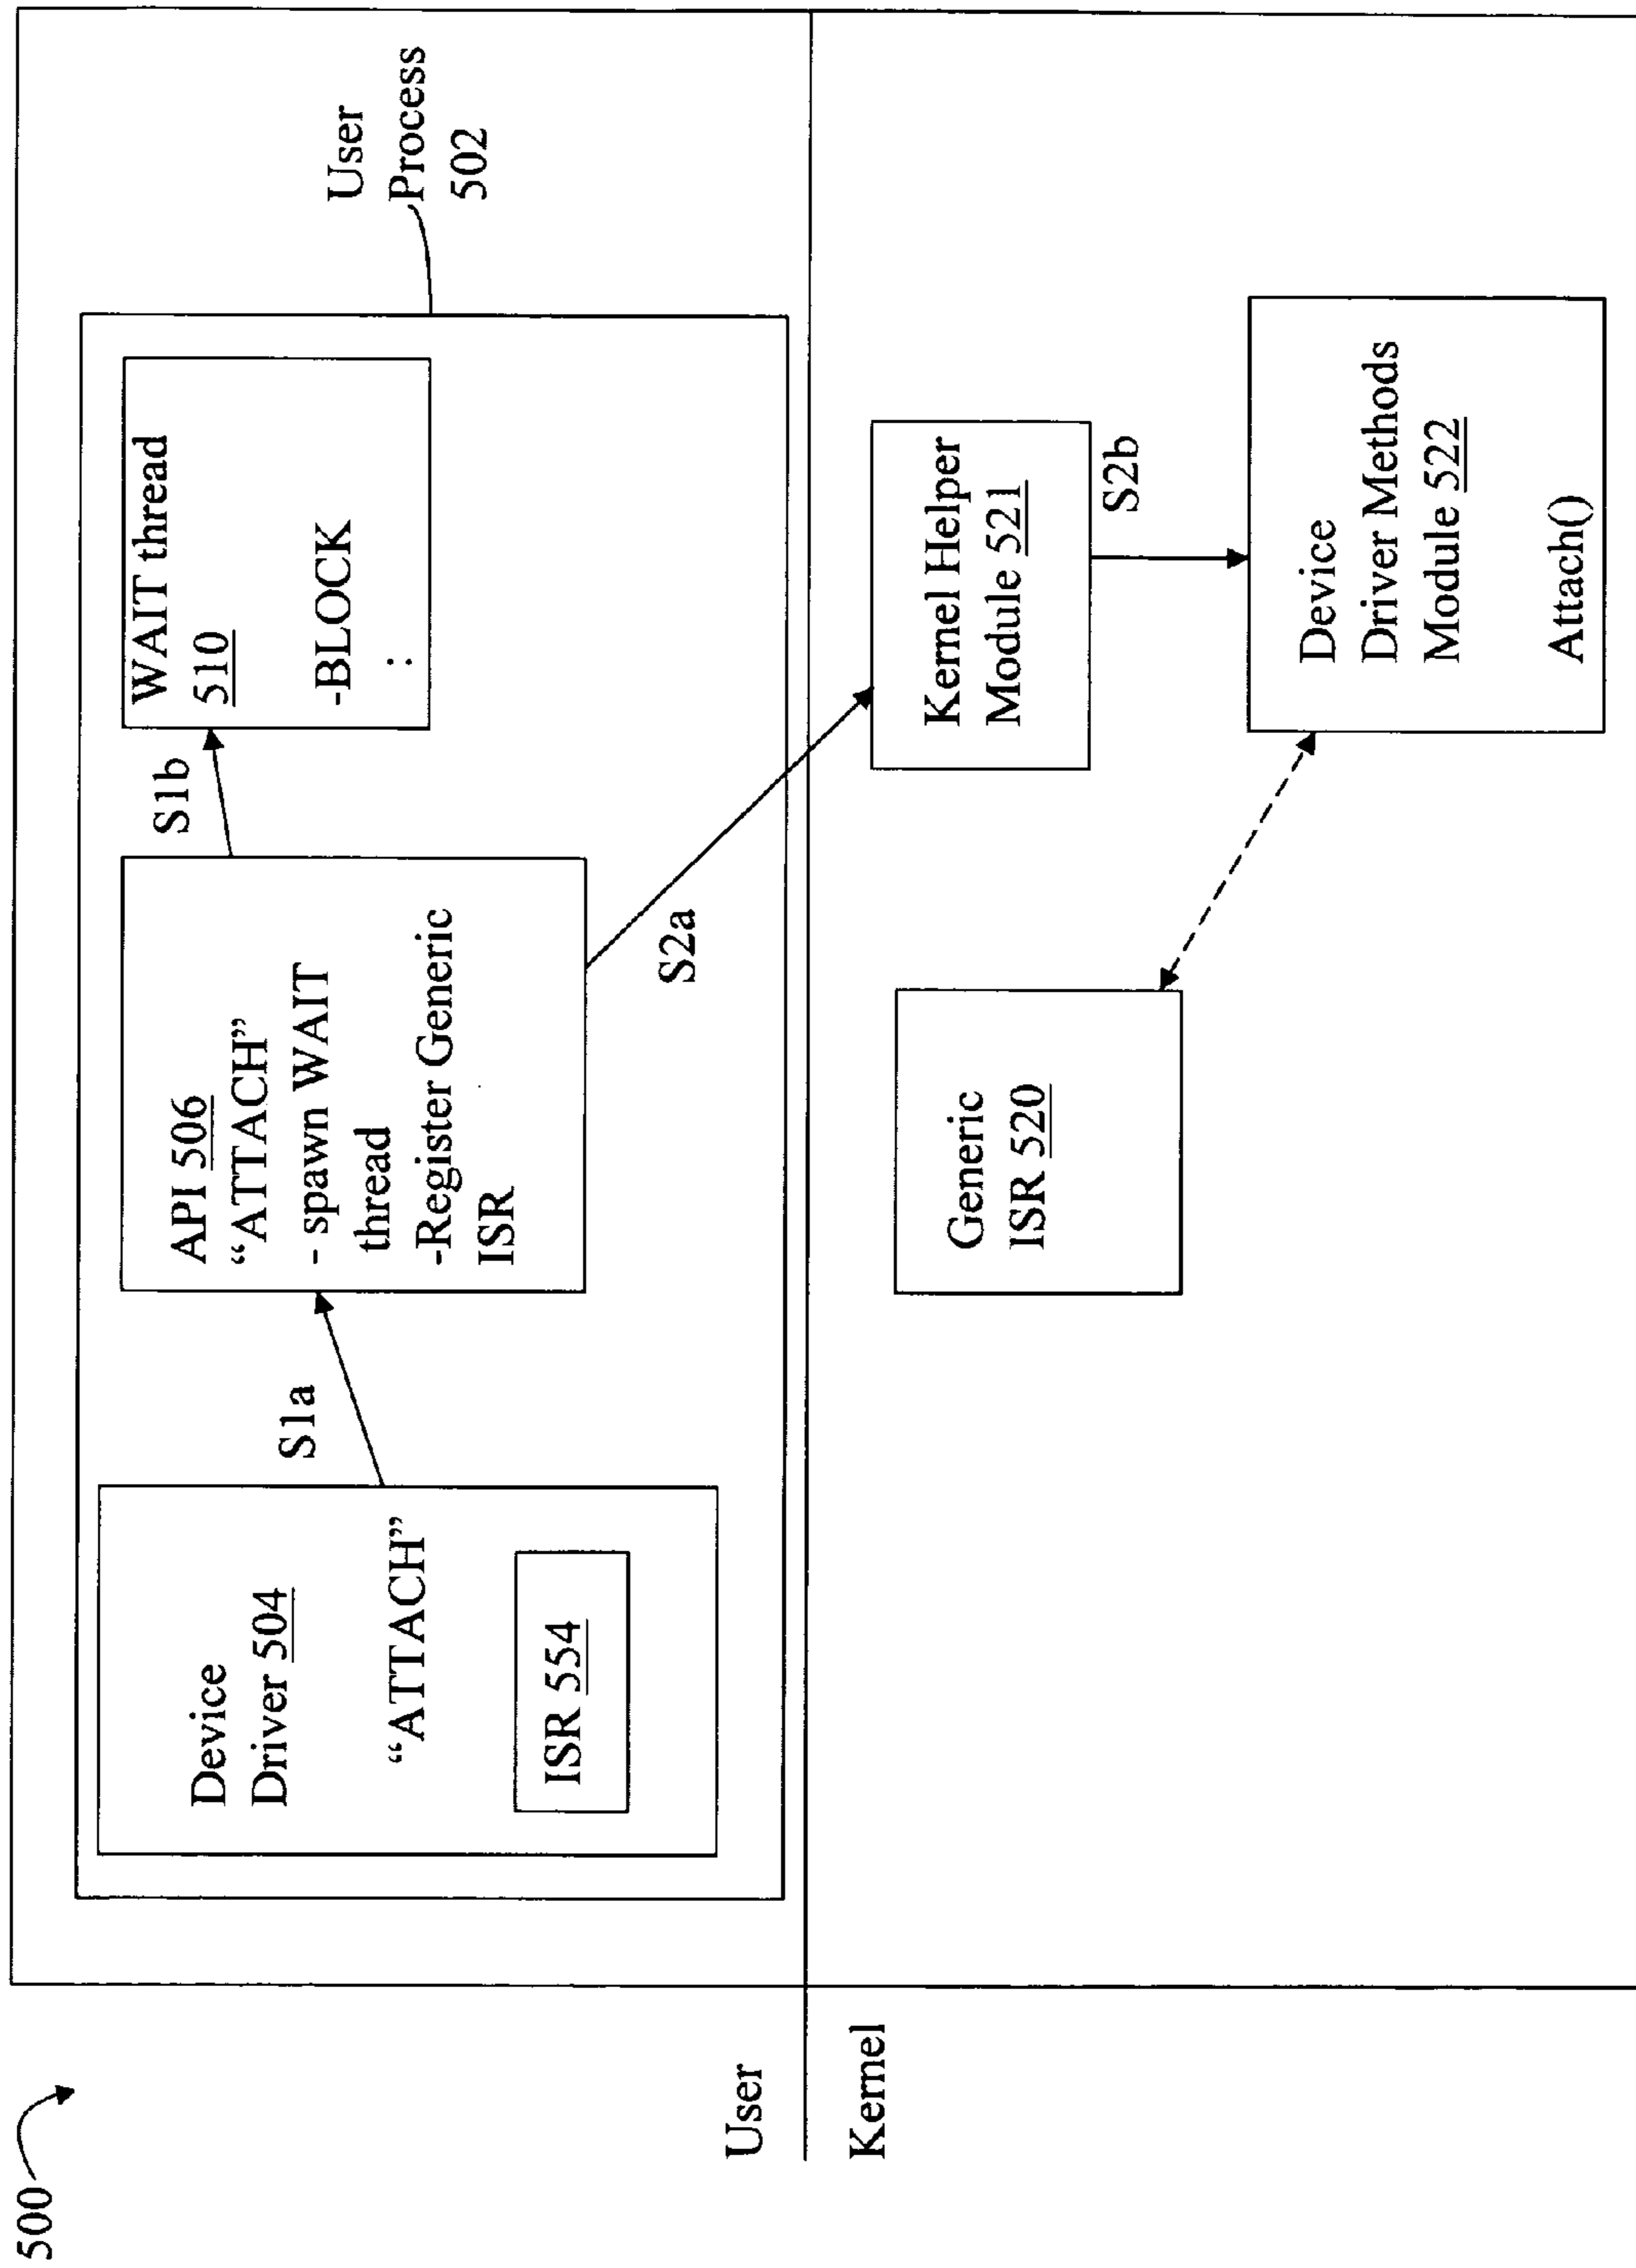 500
User
Kernel
Device
Driver 504
“ATTACH”
ISR 554
S1a
API 506
“ATTACH”
- spawn WAIT
thread
-Register Generic
ISR
S1b
WAIT thread
510
-BLOCK
:
User
Process
502
S2a
Generic
ISR 520
Kernel Helper
Module 521
S2b
Device
Driver Methods
Module 522
Attach()